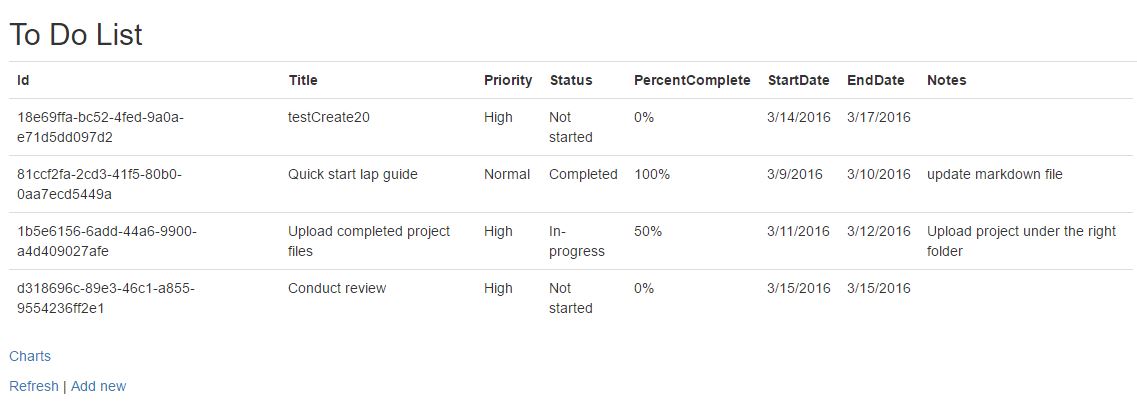 To Do List
Id Title Priority Status PercentComplete StartDate EndDate Notes
18e69ffa-bc52-4fed-9a0a- testCreate20 High Not 0% 3/14/2016 3/17/2016
e71d5dd097d2 started
81ccf2fa-2cd3-41f5-80b0- Quick start lap guide Normal Completed 100% 3/9/2016 3/10/2016 update markdown file
0aa7ecd5449a
1b5e6156-6add-44a6-9900- Upload completed project High In- 50% 3/11/2016 3/12/2016 Upload project under the right
a4d409027afe files progress folder
d318696c-89e3-46c1-a855- Conduct review High Not 0% 3/15/2016 3/15/2016
9554236ff2e1 started
Charts
Refresh | Add new